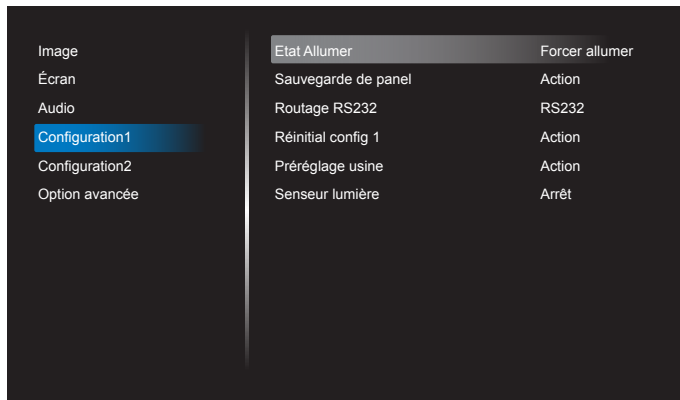 Image
Écran
Audio
Configuration1
Configuration2
Option avancée
Etat Allumer Forcer allumer
Sauvegarde de panel Action
Routage RS232 RS232
Réinitial config 1 Action
Préréglage usine Action
Senseur lumière Arrêt